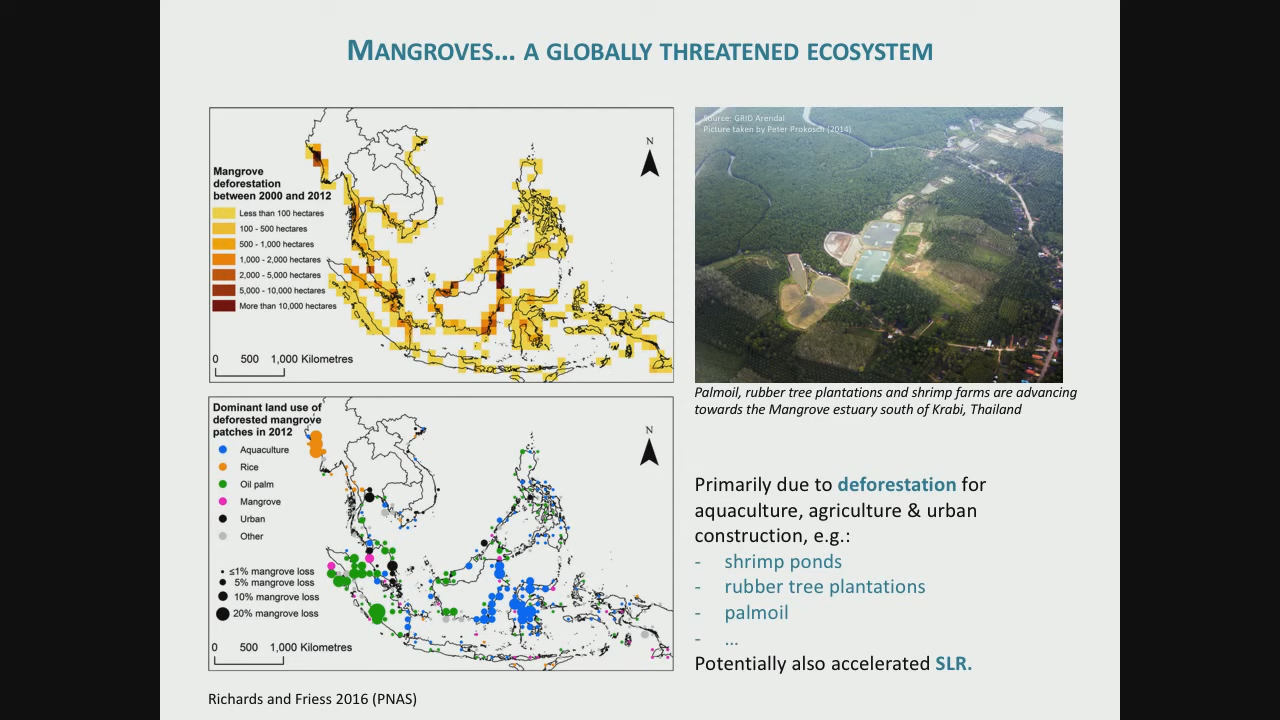 MANGROVES... A GLOBALLY THREATENED ECOSYSTEM
Mangrove
deforestation
between 2000 and 2012
Less than 100 hectares
100 - 500 hectares
500 - 1,000 hectares
1,000 - 2,000 hectares
2,000 - 5,000 hectares
5,000 - 10,000 hectares
More than 10,000 hectares
0 500 1,000 Kilometres
N
Source: GRID Arendal
Picture taken by Peter Prokosch (2014)
Palmoil, rubber tree plantations and shrimp farms are advancing
towards the Mangrove estuary south of Krabi, Thailand
Dominant land use of
deforested mangrove
patches in 2012
Aquaculture
Rice
Oil palm
Mangrove
Urban
Other
≤1% mangrove loss
5% mangrove loss
10% mangrove loss
20% mangrove loss
0 500 1,000 Kilometres
N
Primarily due to deforestation for
aquaculture, agriculture & urban
construction, e.g.:
- shrimp ponds
- rubber tree plantations
- palmoil
- ...
Potentially also accelerated SLR.
Richards and Friess 2016 (PNAS)